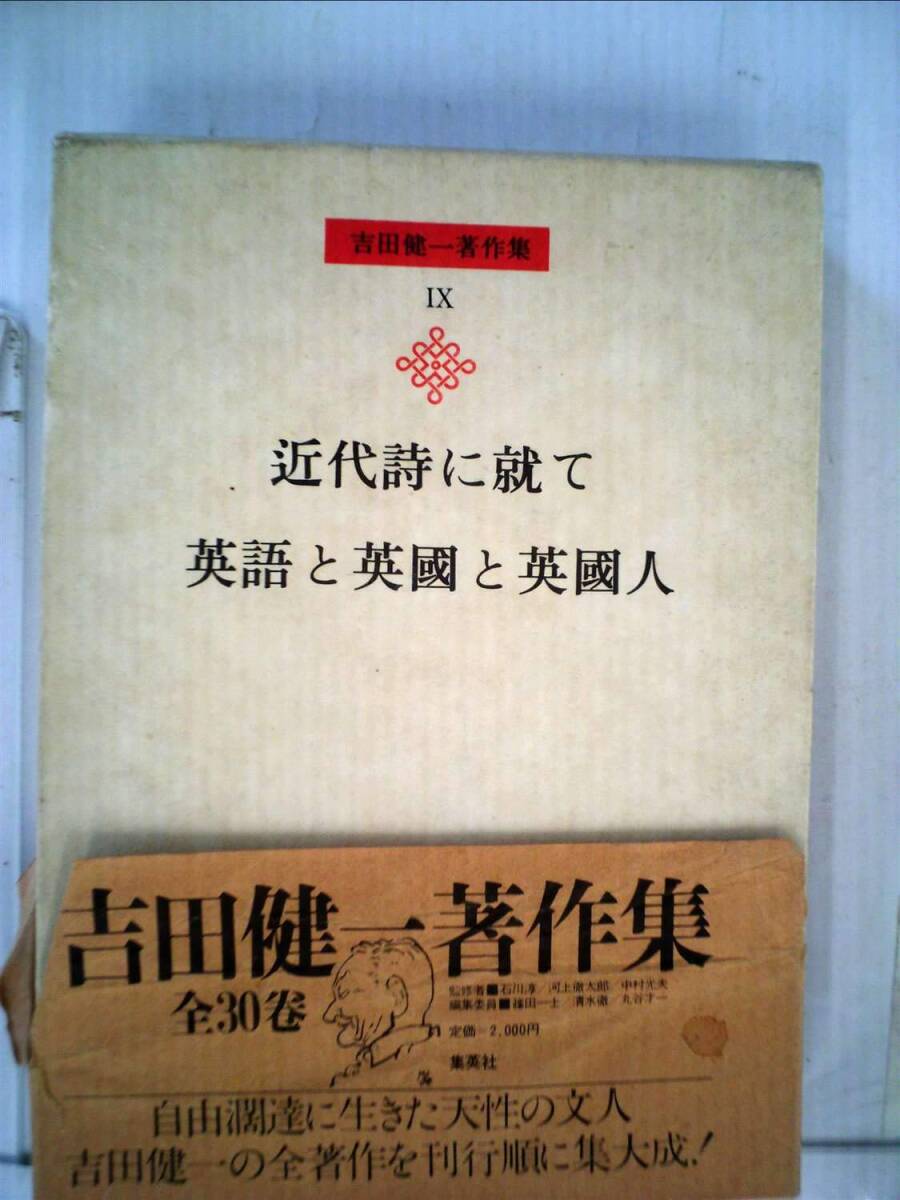 吉田健一著作集
IX
近代詩に就て
英語と英國と英國人
吉田健一著作集
全30巻
監修者■石川淳/河上徹太郎/中村光夫
編集委員■篠田一士/清水徹/丸谷才一
定価=2,000円
集英社
自由濶達に生きた天性の文人
吉田健一の全著作を刊行順に集大成!